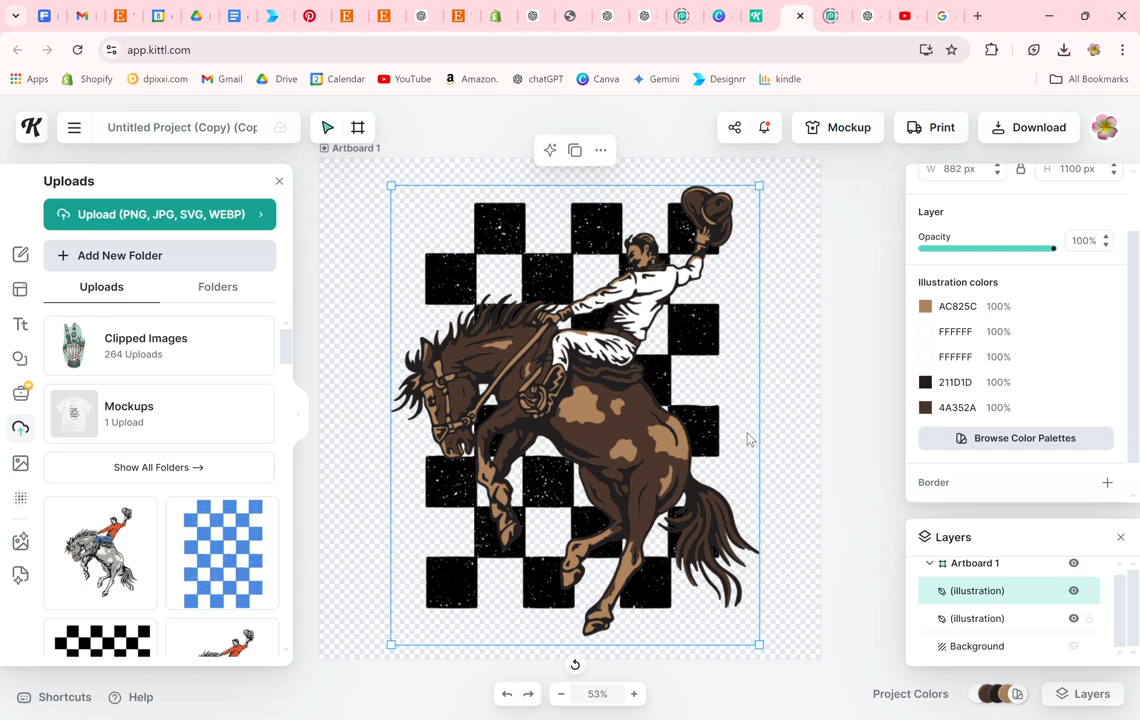 app.kittl.com
Apps
Shopify
dpixxi.com
Gmail
Drive
Calendar
YouTube
Amazon.
chatGPT
Canva
Gemini
Designrr
kindle
All Bookmarks
Untitled Project (Copy) (Cop
Mockup
Print
Download
Artboard 1
Uploads
Upload (PNG, JPG, SVG, WEBP)
Add New Folder
Uploads
Folders
Clipped Images
264 Uploads
Mockups
1 Upload
Show All Folders →
W 882 px
H 1100 px
Layer
Opacity
100%
Illustration colors
AC825C 100%
FFFFFF 100%
FFFFFF 100%
211D1D 100%
4A352A 100%
Browse Color Palettes
Border
Layers
Artboard 1
(illustration)
(illustration)
Background
Shortcuts
Help
53%
Project Colors
Layers